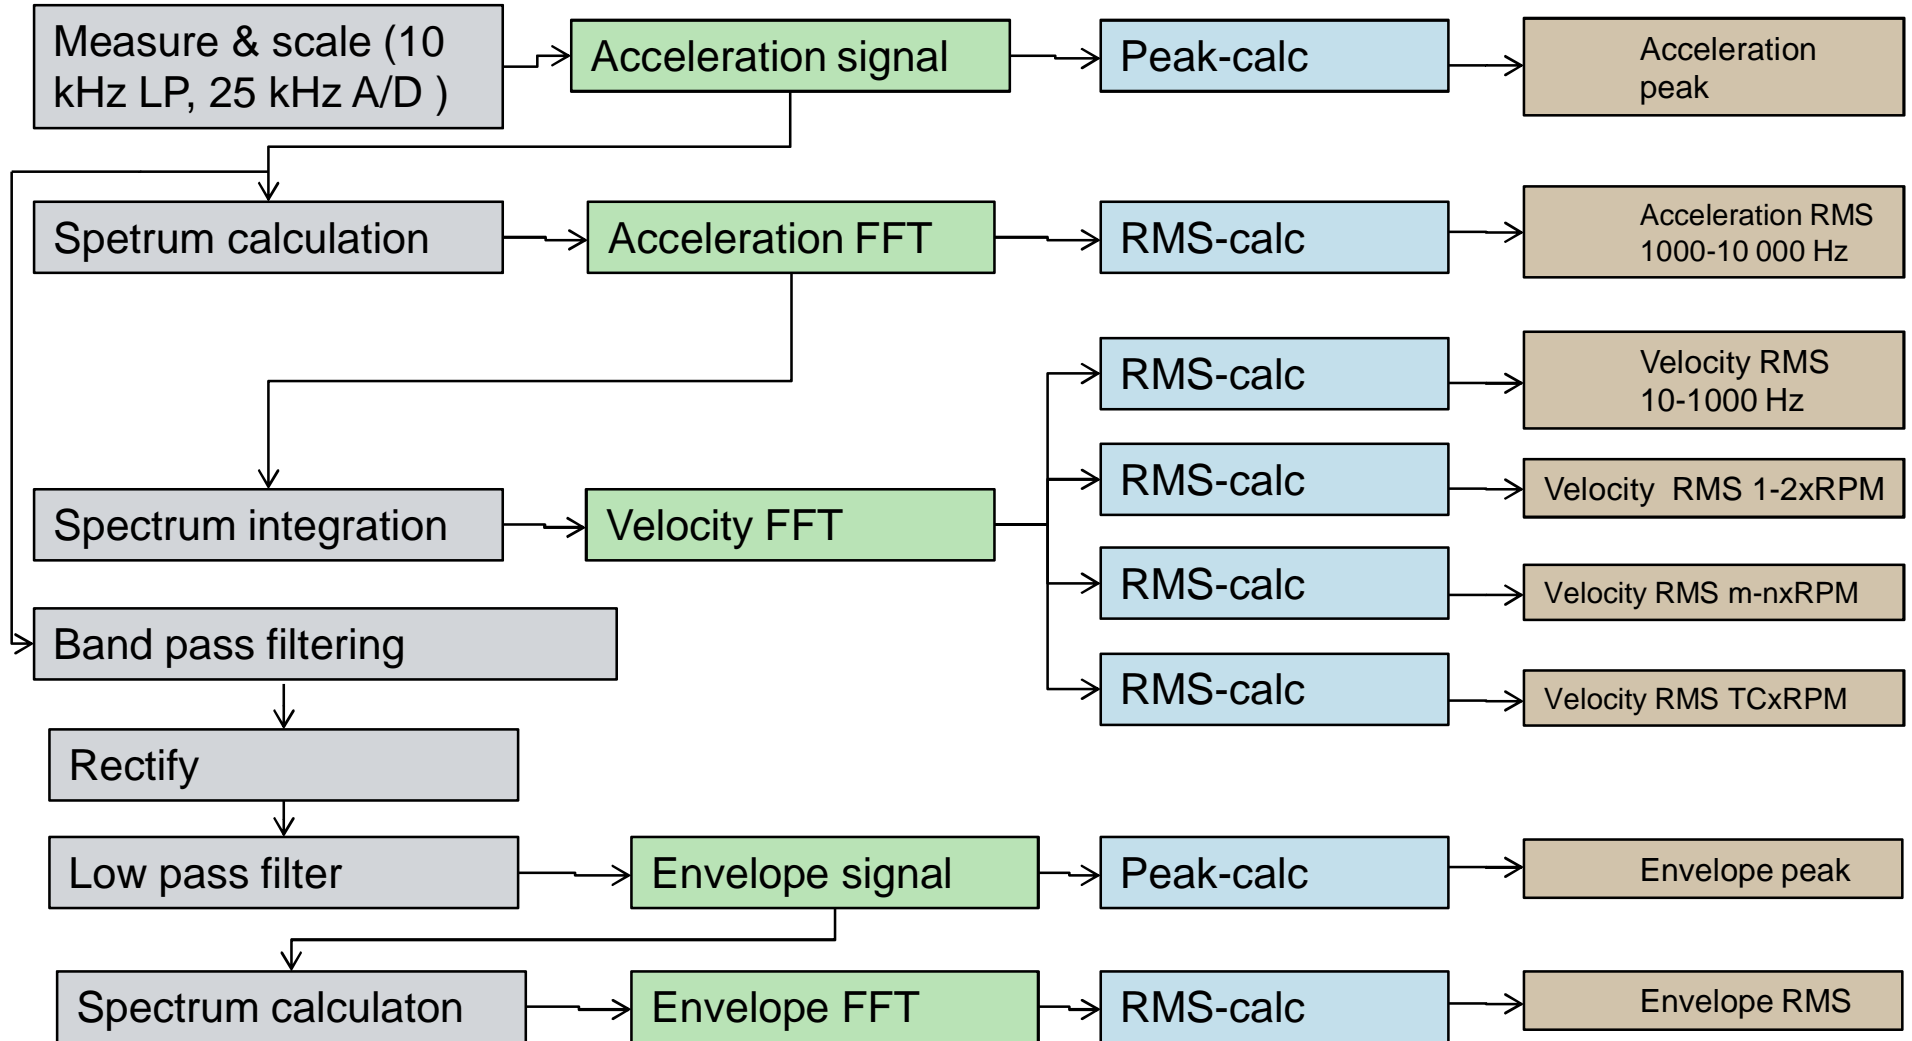 Measure & scale (10
kHz LP, 25 kHz A/D )
Acceleration signal
Peak-calc
Acceleration
peak
Spetrum calculation
Acceleration FFT
RMS-calc
Acceleration RMS
1000-10 000 Hz
RMS-calc
Velocity RMS
10-1000 Hz
RMS-calc
Velocity RMS 1-2xRPM
Spectrum integration
Velocity FFT
RMS-calc
Velocity RMS m-nxRPM
Band pass filtering
RMS-calc
Velocity RMS TCxRPM
Rectify
Low pass filter
Envelope signal
Peak-calc
Envelope peak
Spectrum calculaton
Envelope FFT
RMS-calc
Envelope RMS